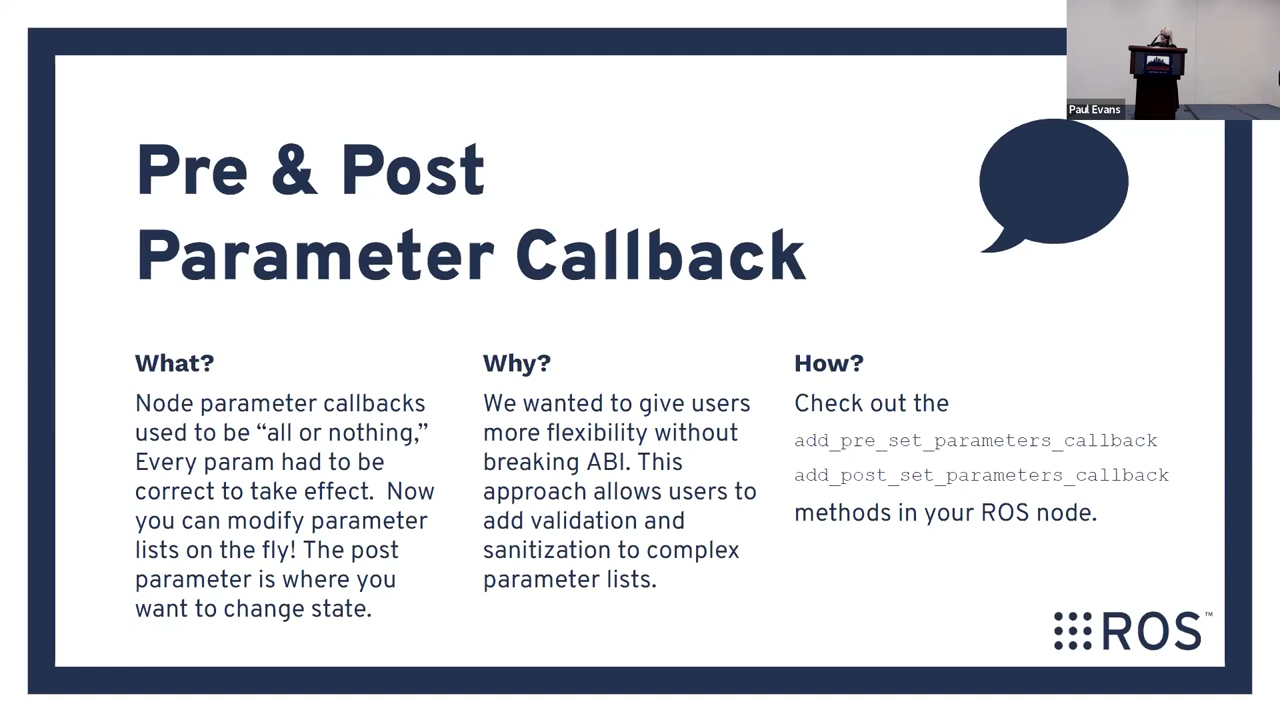 Paul Evans
Pre & Post
Parameter Callback
What?
Node parameter callbacks
used to be “all or nothing,”
Every param had to be
correct to take effect.  Now
you can modify parameter
lists on the fly! The post
parameter is where you
want to change state.
Why?
We wanted to give users
more flexibility without
breaking ABI. This
approach allows users to
add validation and
sanitization to complex
parameter lists.
How?
Check out the
add_pre_set_parameters_callback
add_post_set_parameters_callback
methods in your ROS node.
ROS™